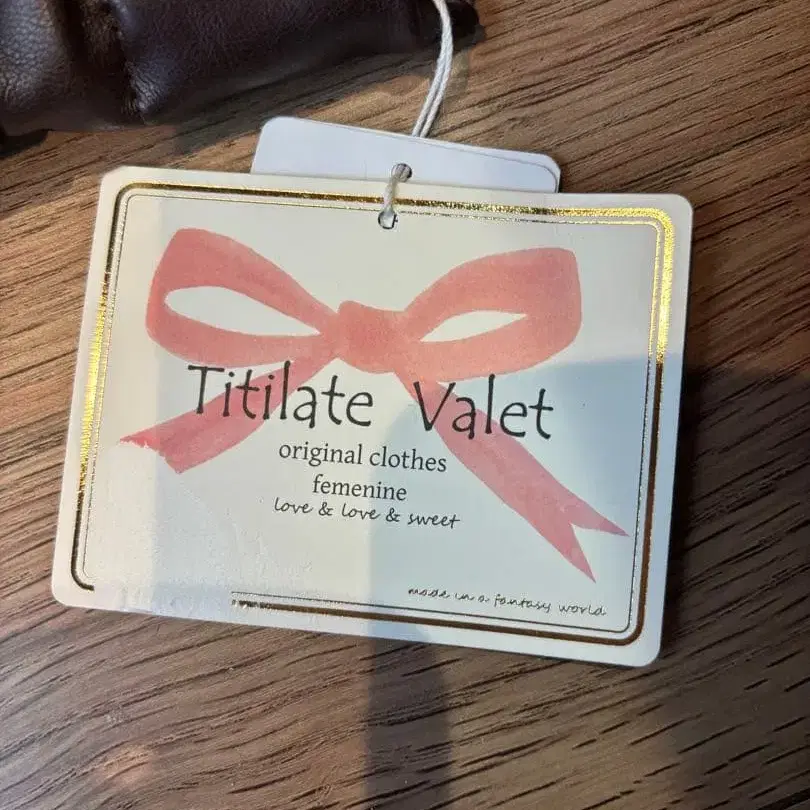 Titilate Valet
original clothes
femenine
love & love & sweet
made in a fantasy world